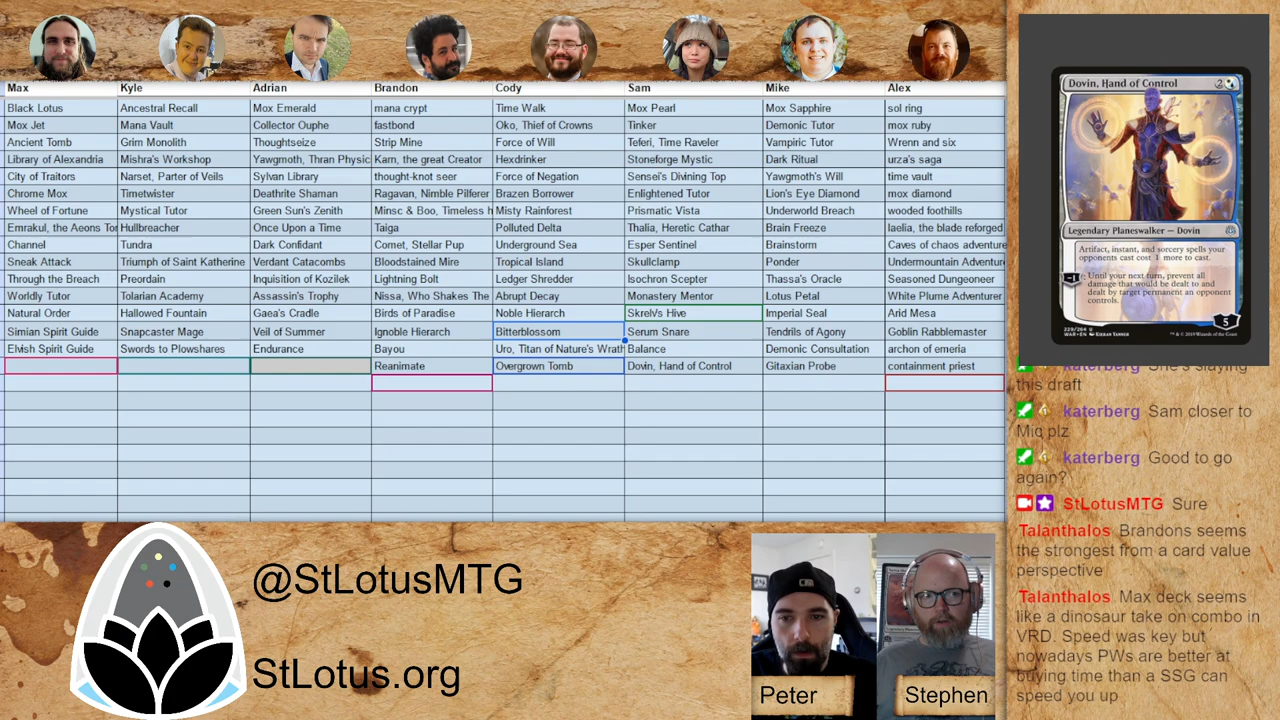 Max Kyle Adrian Brandon Cody Sam Mike Alex
Black Lotus Ancestral Recall Mox Emerald mana crypt Time Walk Mox Pearl Mox Sapphire sol ring
Mox Jet Mana Vault Collector Ouphe fastbond Oko, Thief of Crowns Tinker Demonic Tutor mox ruby
Ancient Tomb Grim Monolith Thoughtseize Strip Mine Force of Will Teferi, Time Raveler Vampiric Tutor Wrenn and six
Library of Alexandria Mishra's Workshop Yawgmoth, Thran Physic Karn, the great Creator Hexdrinker Stoneforge Mystic Dark Ritual urza's saga
City of Traitors Narset, Parter of Veils Sylvan Library thought-knot seer Force of Negation Sensei's Divining Top Yawgmoth's Will time vault
Chrome Mox Timetwister Deathrite Shaman Ragavan, Nimble Pilferer Brazen Borrower Enlightened Tutor Lion's Eye Diamond mox diamond
Wheel of Fortune Mystical Tutor Green Sun's Zenith Minsc & Boo, Timeless h Misty Rainforest Prismatic Vista Underworld Breach wooded foothills
Emrakul, the Aeons Tor Hullbreacher Once Upon a Time Taiga Polluted Delta Thalia, Heretic Cathar Brain Freeze laelia, the blade reforged
Channel Tundra Dark Confidant Comet, Stellar Pup Underground Sea Esper Sentinel Brainstorm Caves of chaos adventure
Sneak Attack Triumph of Saint Katherine Verdant Catacombs Bloodstained Mire Tropical Island Skullclamp Ponder Undermountain Adventure
Through the Breach Preordain Inquisition of Kozilek Lightning Bolt Ledger Shredder Isochron Scepter Thassa's Oracle Seasoned Dungeoneer
Worldly Tutor Tolarian Academy Assassin's Trophy Nissa, Who Shakes The Abrupt Decay Monastery Mentor Lotus Petal White Plume Adventurer
Natural Order Hallowed Fountain Gaea's Cradle Birds of Paradise Noble Hierarch Skrelv's Hive Imperial Seal Arid Mesa
Simian Spirit Guide Snapcaster Mage Veil of Summer Ignoble Hierarch Bitterblossom Serum Snare Tendrils of Agony Goblin Rabblemaster
Elvish Spirit Guide Swords to Plowshares Endurance Bayou Uro, Titan of Nature's Wrath Balance Demonic Consultation archon of emeria
Reanimate Overgrown Tomb Dovin, Hand of Control Gitaxian Probe containment priest
Dovin, Hand of Control 2
Legendary Planeswalker — Dovin
Artifact, instant, and sorcery spells your
opponents cast cost 1 more to cast.
-1 Until your next turn, prevent all
damage that would be dealt to and
dealt by target permanent an opponent
controls.
5
this draft
katerberg Sam closer to
Miq plz
katerberg Good to go
again?
StLotusMTG Sure
Talanthalos Brandons seems
the strongest from a card value
perspective
Talanthalos Max deck seems
like a dinosaur take on combo in
VRD. Speed was key but
nowadays PWs are better at
buying time than a SSG can
speed you up
@StLotusMTG
StLotus.org
Peter
Stephen